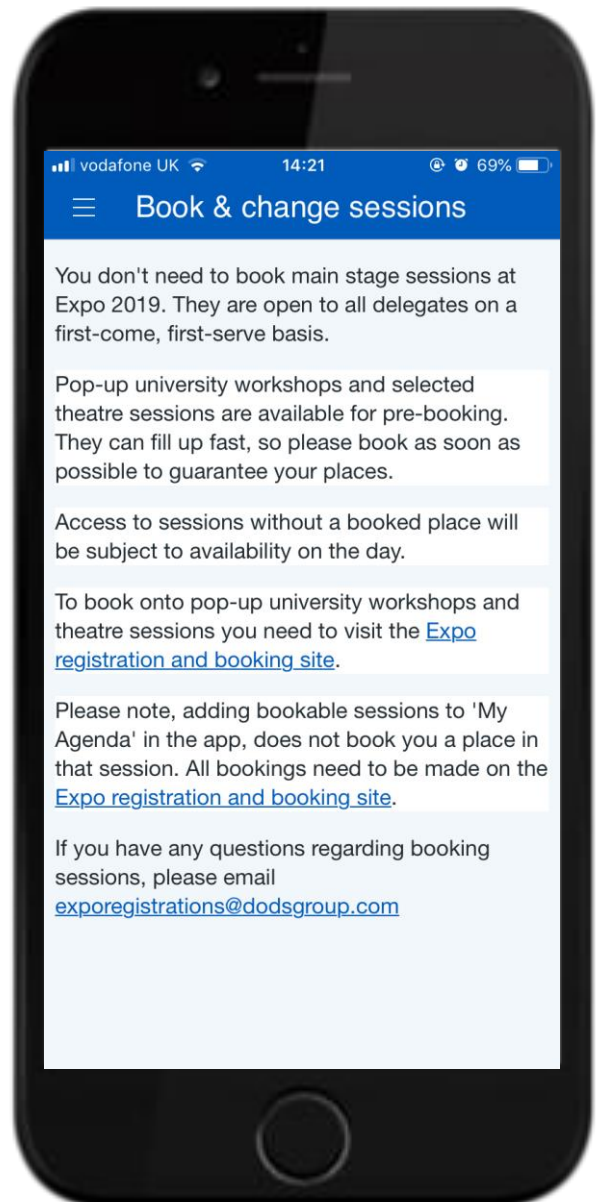 vodafone UK 14:21 69%
Book & change sessions
You don't need to book main stage sessions at
Expo 2019. They are open to all delegates on a
first-come, first-serve basis.
Pop-up university workshops and selected
theatre sessions are available for pre-booking.
They can fill up fast, so please book as soon as
possible to guarantee your places.
Access to sessions without a booked place will
be subject to availability on the day.
To book onto pop-up university workshops and
theatre sessions you need to visit the Expo
registration and booking site.
Please note, adding bookable sessions to 'My
Agenda' in the app, does not book you a place in
that session. All bookings need to be made on the
Expo registration and booking site.
If you have any questions regarding booking
sessions, please email
exporegistrations@dodsgroup.com